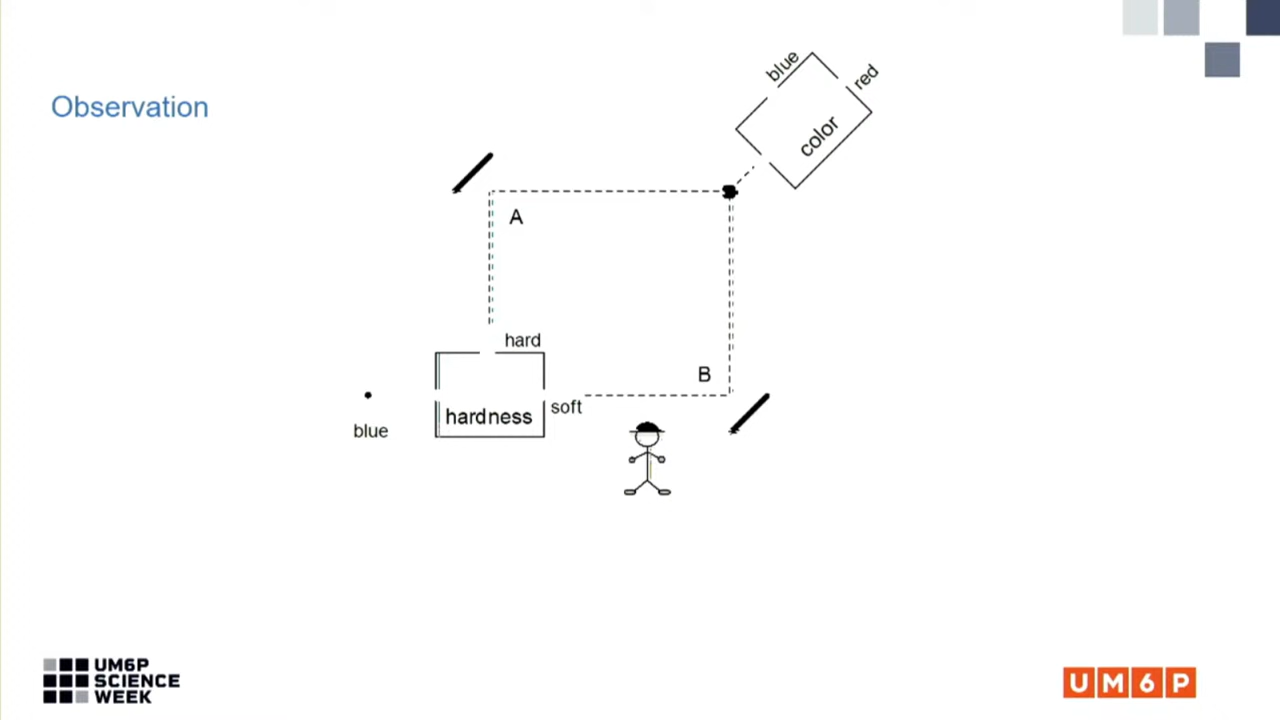 Observation
blue
red
color
A
hard
B
hardness
soft
blue
UM6P
SCIENCE
WEEK
UM6P